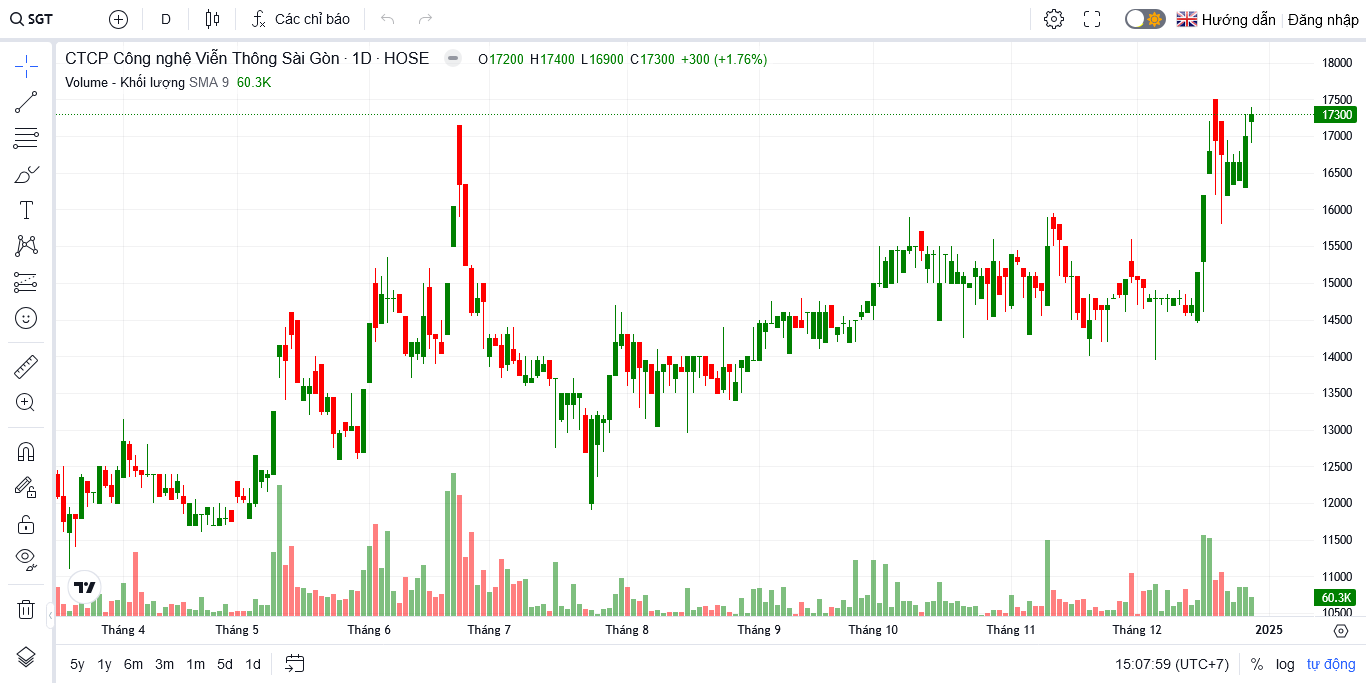 SGT D Các chỉ báo Hướng dẫn Đăng nhập
CTCP Công nghệ Viễn Thông Sài Gòn · 1D · HOSE O17200 H17400 L16900 C17300 +300 (+1.76%)
Volume - Khối lượng SMA 9 60.3K
18000
17500
17300
17000
16500
16000
15500
15000
14500
14000
13500
13000
12500
12000
11500
11000
60.3K
10500
Tháng 4 Tháng 5 Tháng 6 Tháng 7 Tháng 8 Tháng 9 Tháng 10 Tháng 11 Tháng 12 2025
5y 1y 6m 3m 1m 5d 1d 15:07:59 (UTC+7) % log tự động